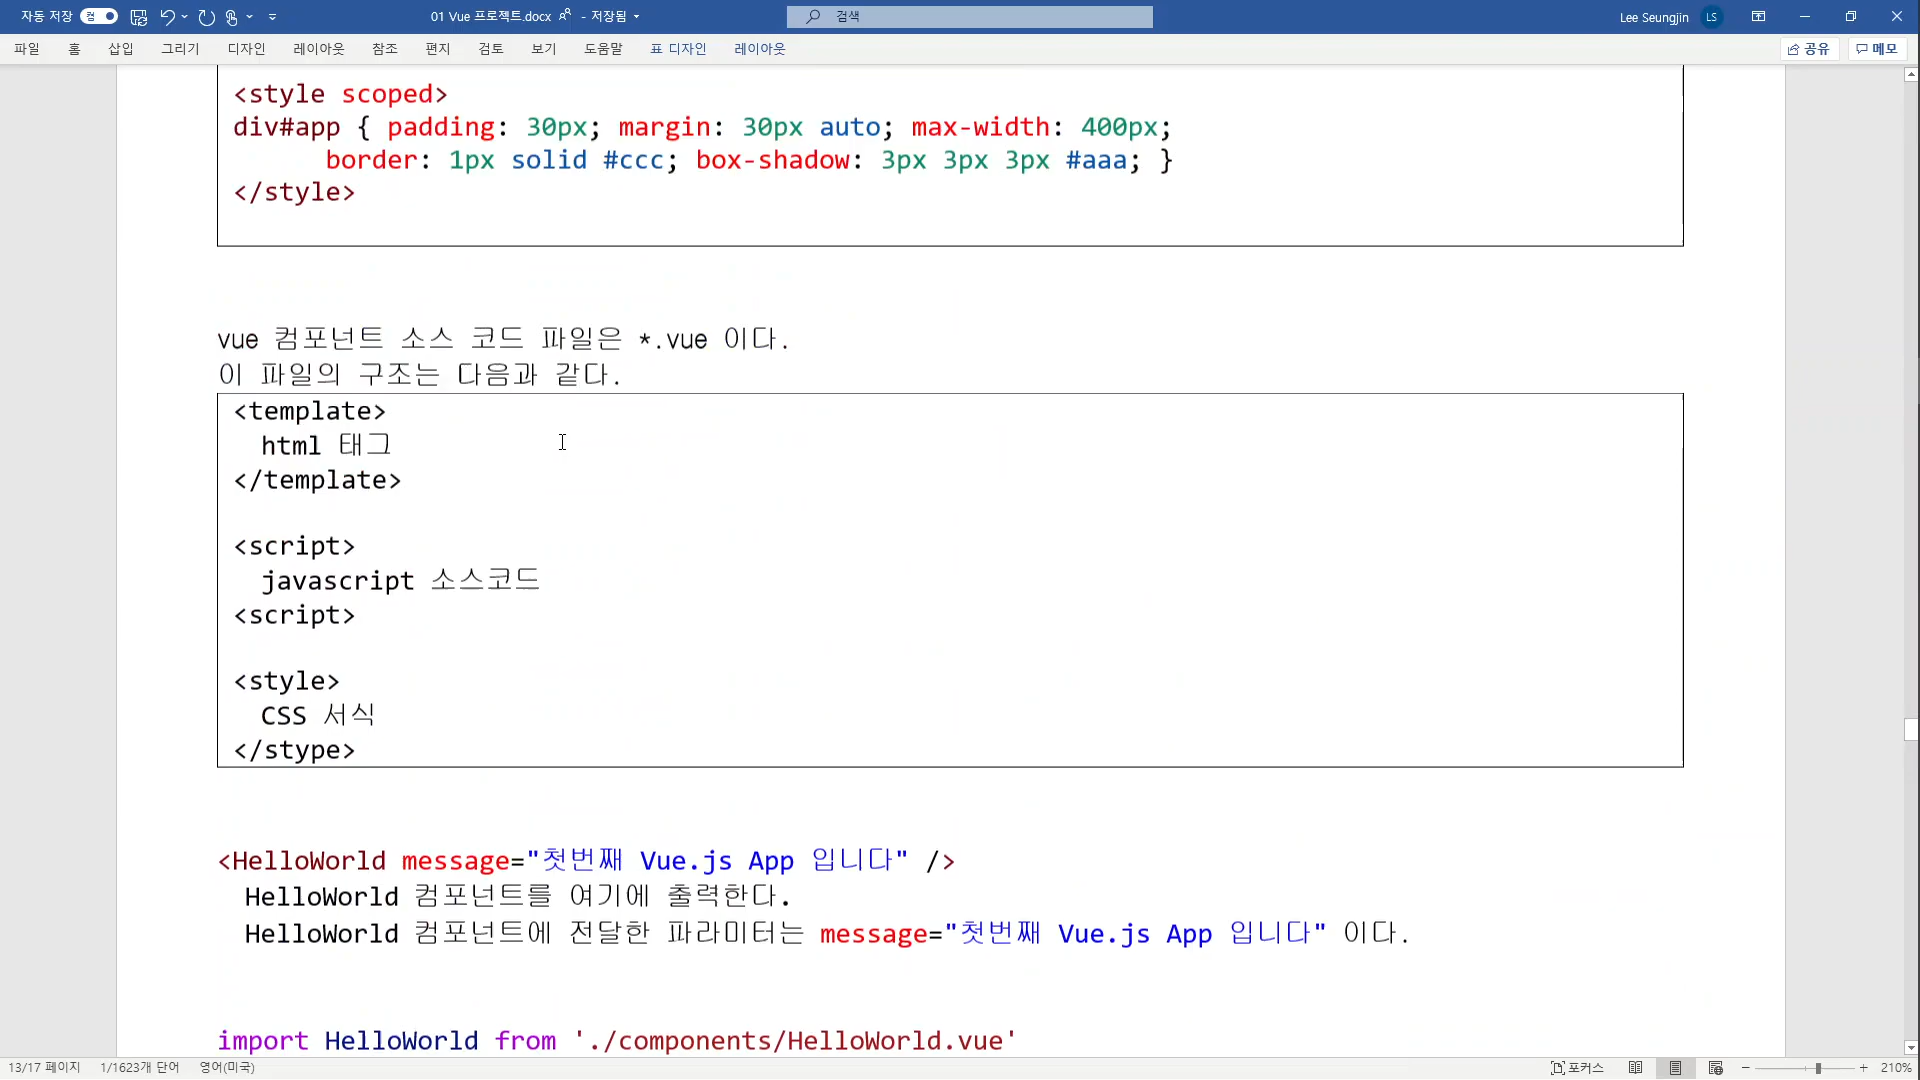 자동 저장 켬 01 Vue 프로젝트.docx - 저장됨 검색 Lee Seungjin LS
파일 홈 삽입 그리기 디자인 레이아웃 참조 편지 검토 보기 도움말 표 디자인 레이아웃 공유 메모
<style scoped>
div#app { padding: 30px; margin: 30px auto; max-width: 400px;
border: 1px solid #ccc; box-shadow: 3px 3px 3px #aaa; }
</style>
vue 컴포넌트 소스 코드 파일은 *.vue 이다.
이 파일의 구조는 다음과 같다.
<template>
html 태그
</template>
<script>
javascript 소스코드
<script>
<style>
CSS 서식
</stype>
<HelloWorld message="첫번째 Vue.js App 입니다" />
HelloWorld 컴포넌트를 여기에 출력한다.
HelloWorld 컴포넌트에 전달한 파라미터는 message="첫번째 Vue.js App 입니다" 이다.
import HelloWorld from './components/HelloWorld.vue'
13/17 페이지 1/1623개 단어 영어(미국) 포커스 210%